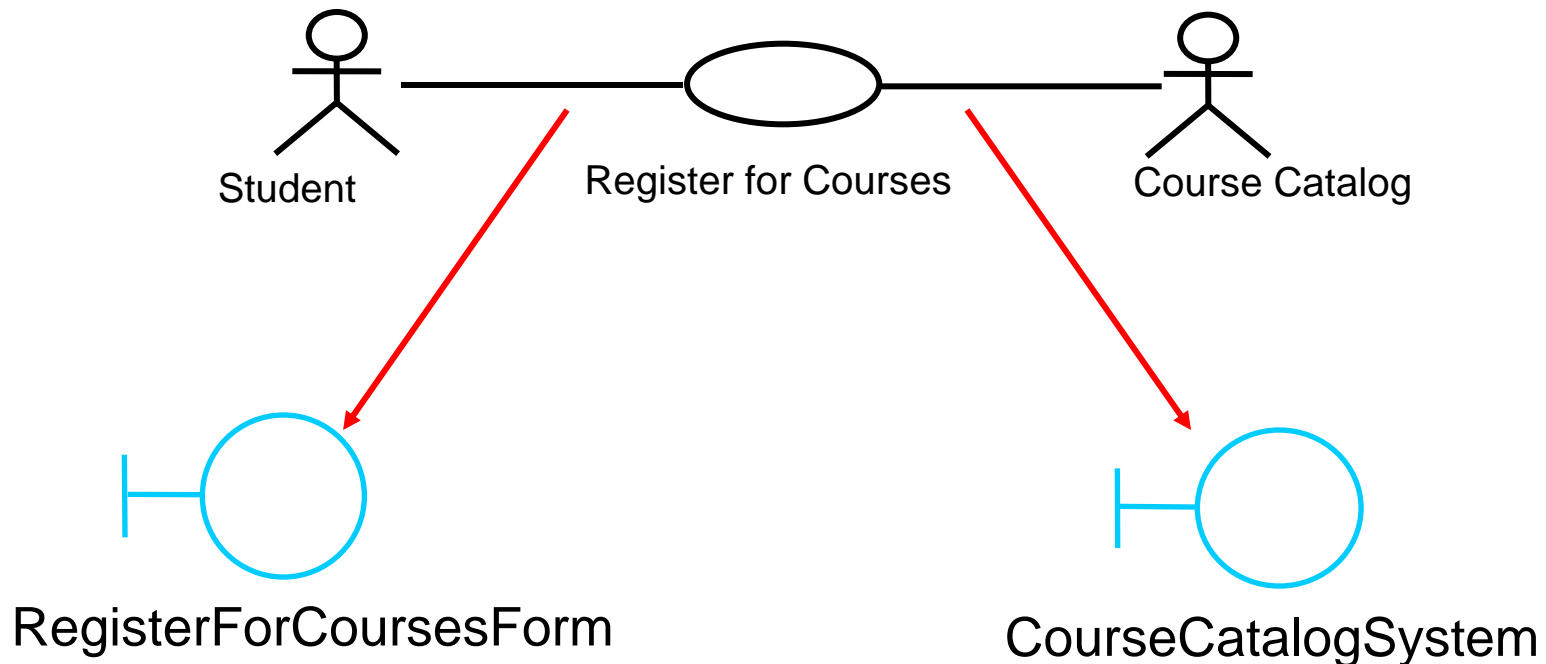 Student
Register for Courses
Course Catalog
RegisterForCoursesForm
CourseCatalogSystem